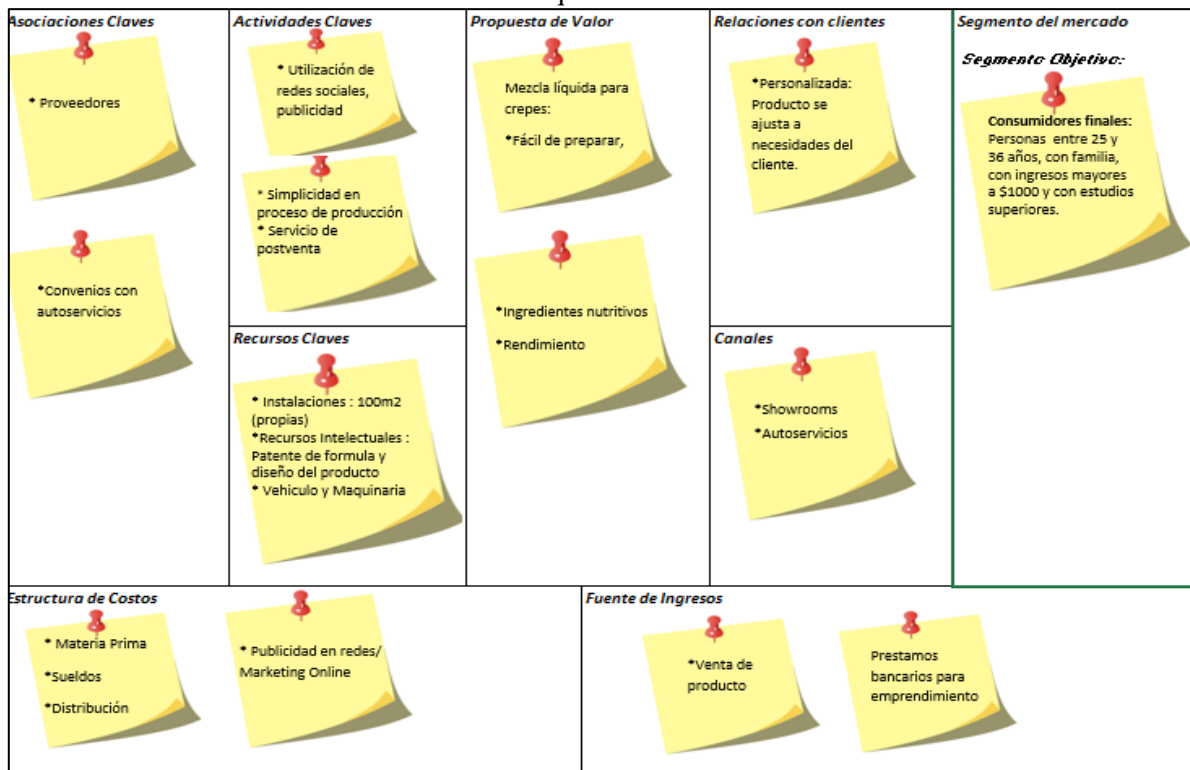 Asociaciones Claves
* Proveedores
*Convenios con
autoservicios
Actividades Claves
* Utilización de
redes sociales,
publicidad
* Simplicidad en
proceso de producción
* Servicio de
postventa
Recursos Claves
* Instalaciones : 100m2
(propias)
*Recursos Intelectuales :
Patente de formula y
diseño del producto
* Vehiculo y Maquinaria
Propuesta de Valor
Mezcla líquida para
crepes:
*Fácil de preparar,
*Ingredientes nutritivos
*Rendimiento
Relaciones con clientes
*Personalizada:
Producto se
ajusta a
necesidades del
cliente.
Canales
*Showrooms
*Autoservicios
Segmento del mercado
Segmento Objetivo:
Consumidores finales:
Personas entre 25 y
36 años, con familia,
con ingresos mayores
a $1000 y con estudios
superiores.
Estructura de Costos
* Materia Prima
*Sueldos
*Distribución
* Publicidad en redes/
Marketing Online
Fuente de Ingresos
*Venta de
producto
Prestamos
bancarios para
emprendimiento